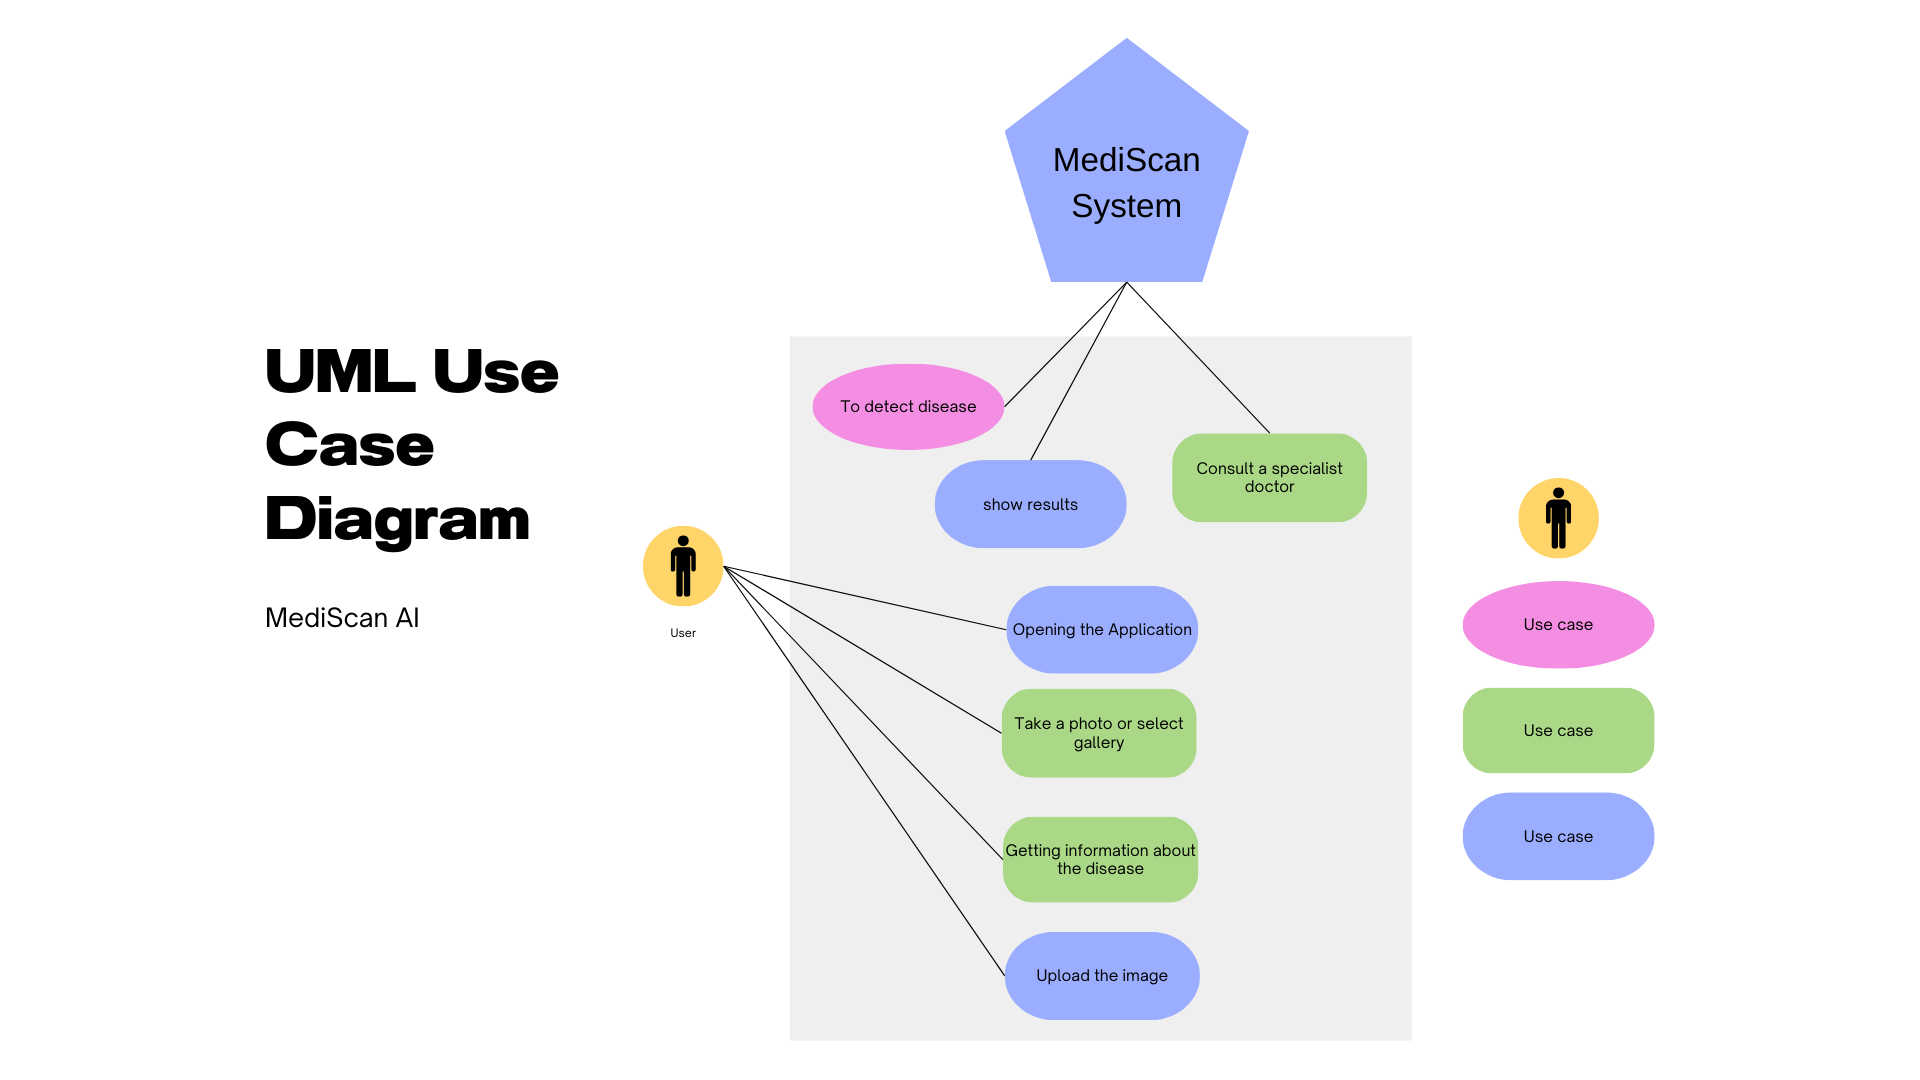 UML Use
Case
Diagram
MediScan AI
MediScan
System
To detect disease
show results
Consult a specialist
doctor
User
Opening the Application
Take a photo or select
gallery
Getting information about
the disease
Upload the image
Use case
Use case
Use case